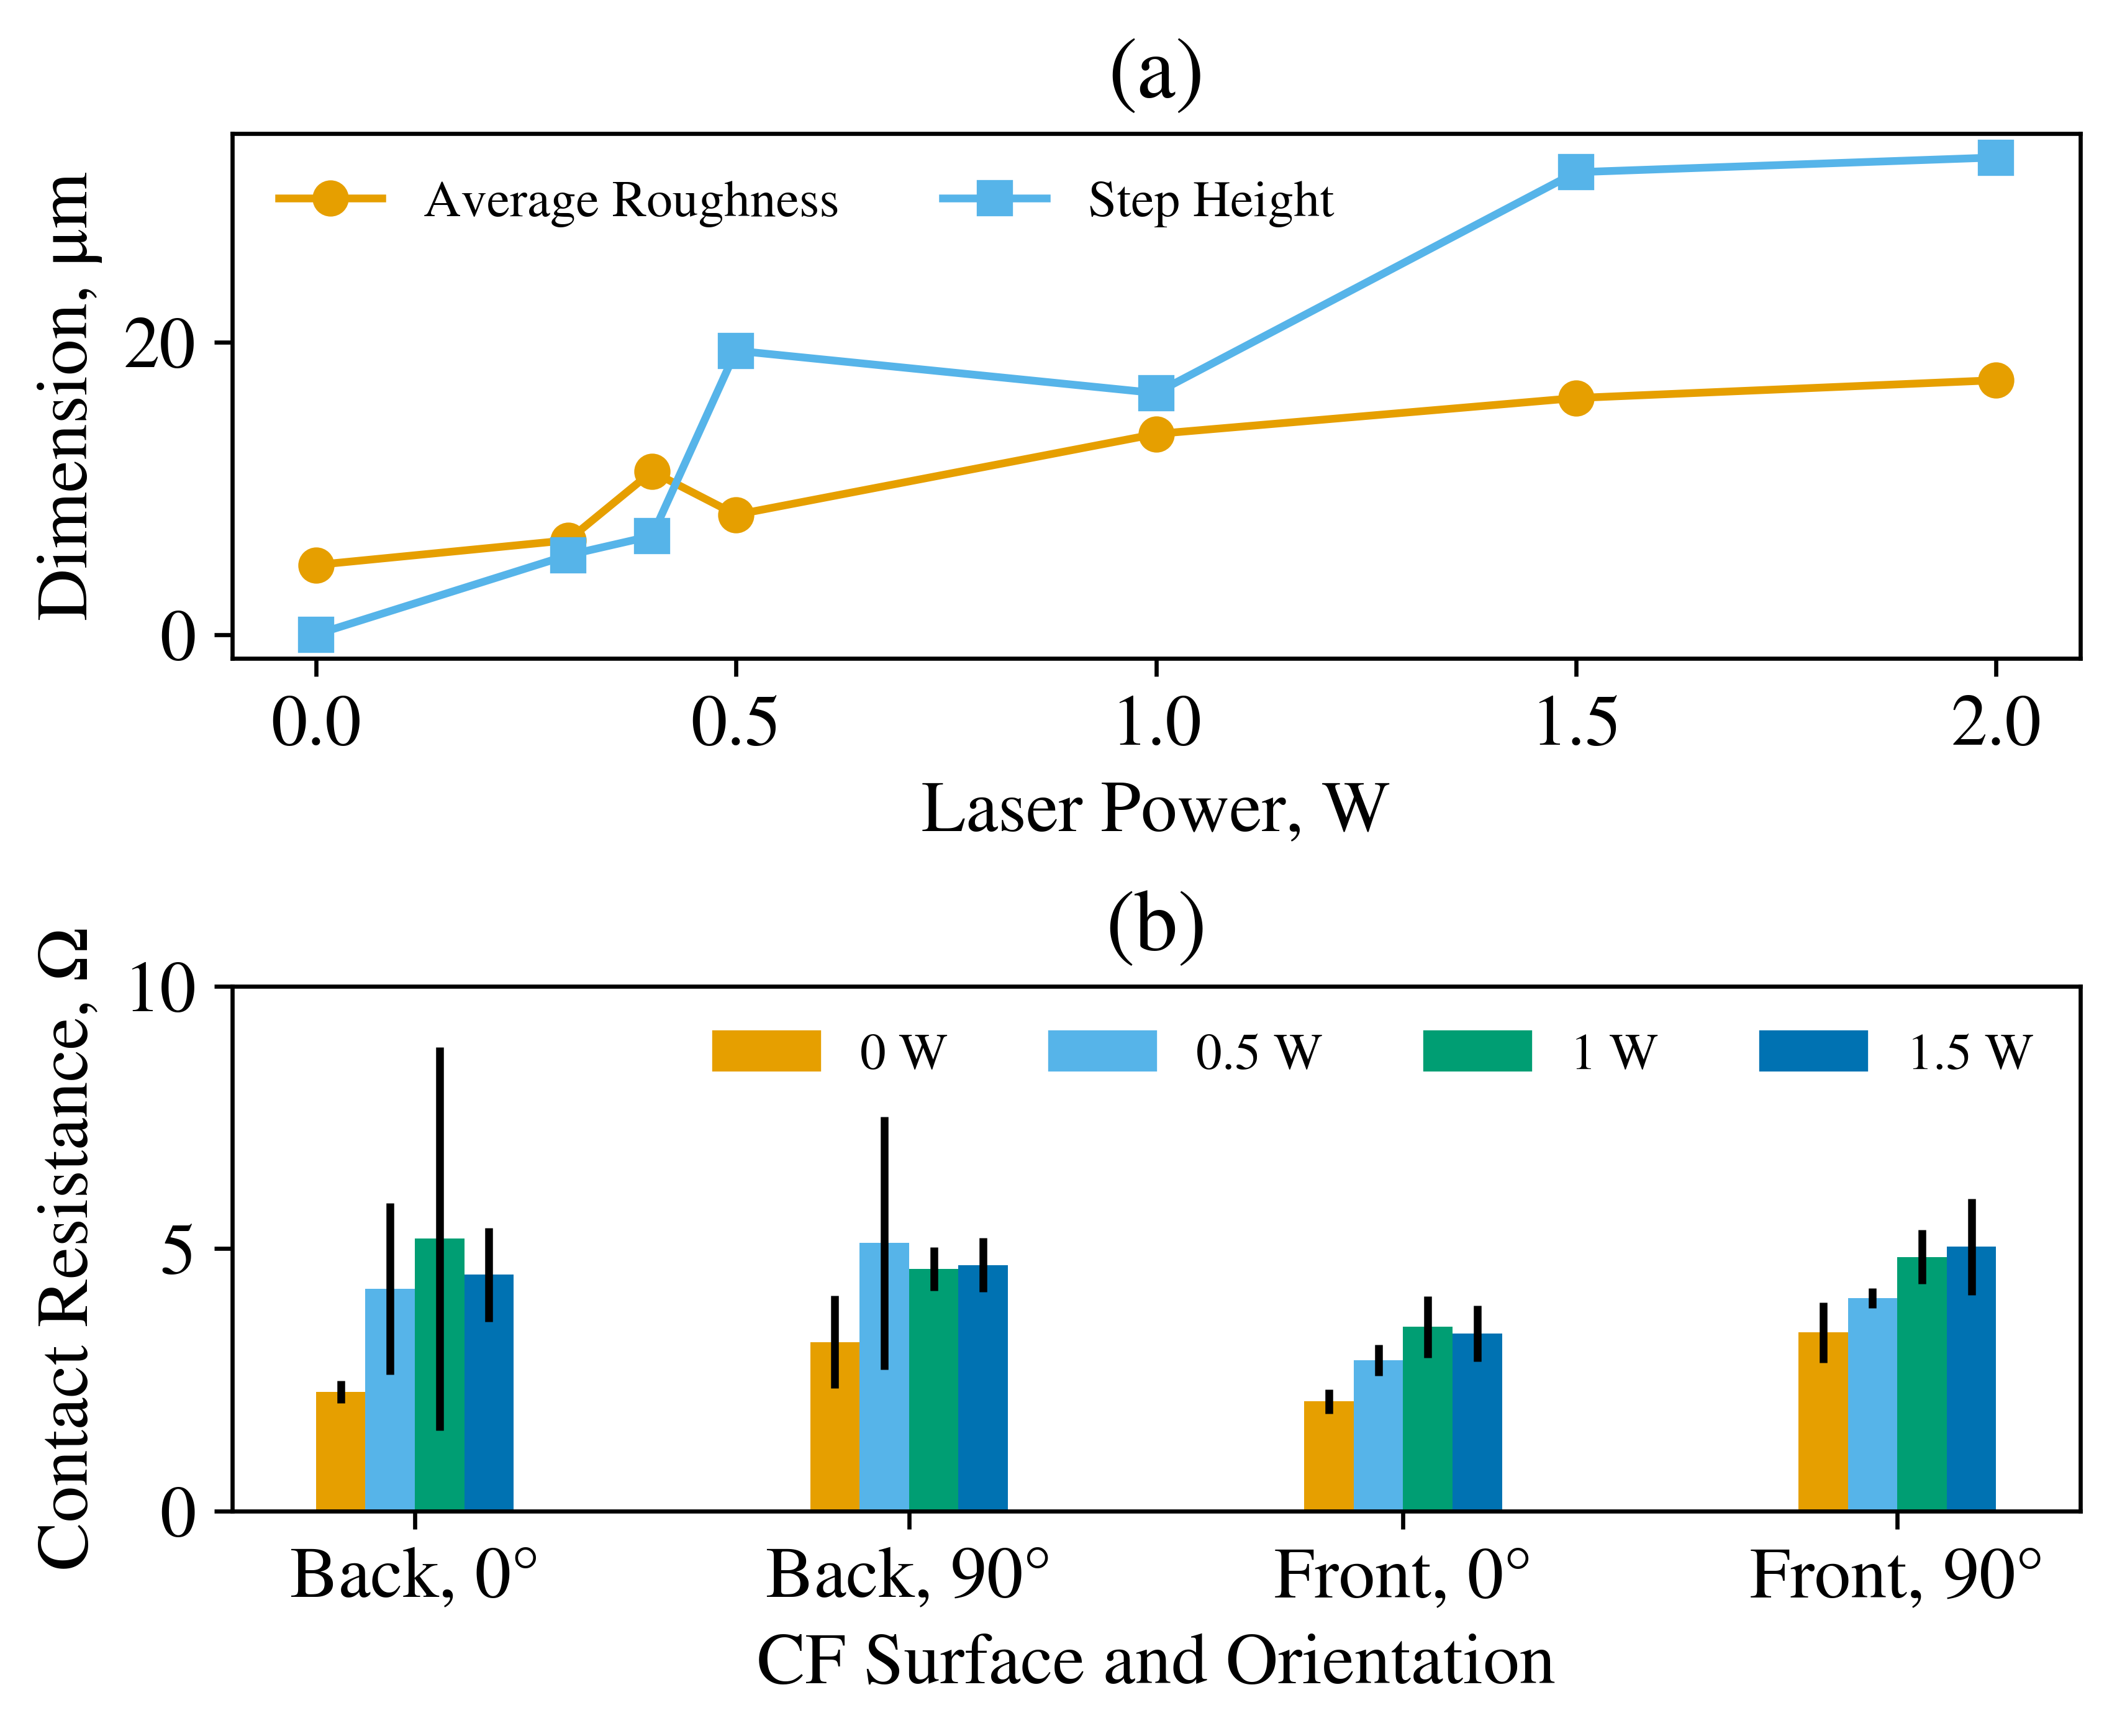 (a)
Dimension, µm
Average Roughness
Step Height
20
0
0.0
0.5
1.0
1.5
2.0
Laser Power, W
(b)
Contact Resistance, Ω
10
0 W
0.5 W
1 W
1.5 W
5
0
Back, 0°
Back, 90°
Front, 0°
Front, 90°
CF Surface and Orientation